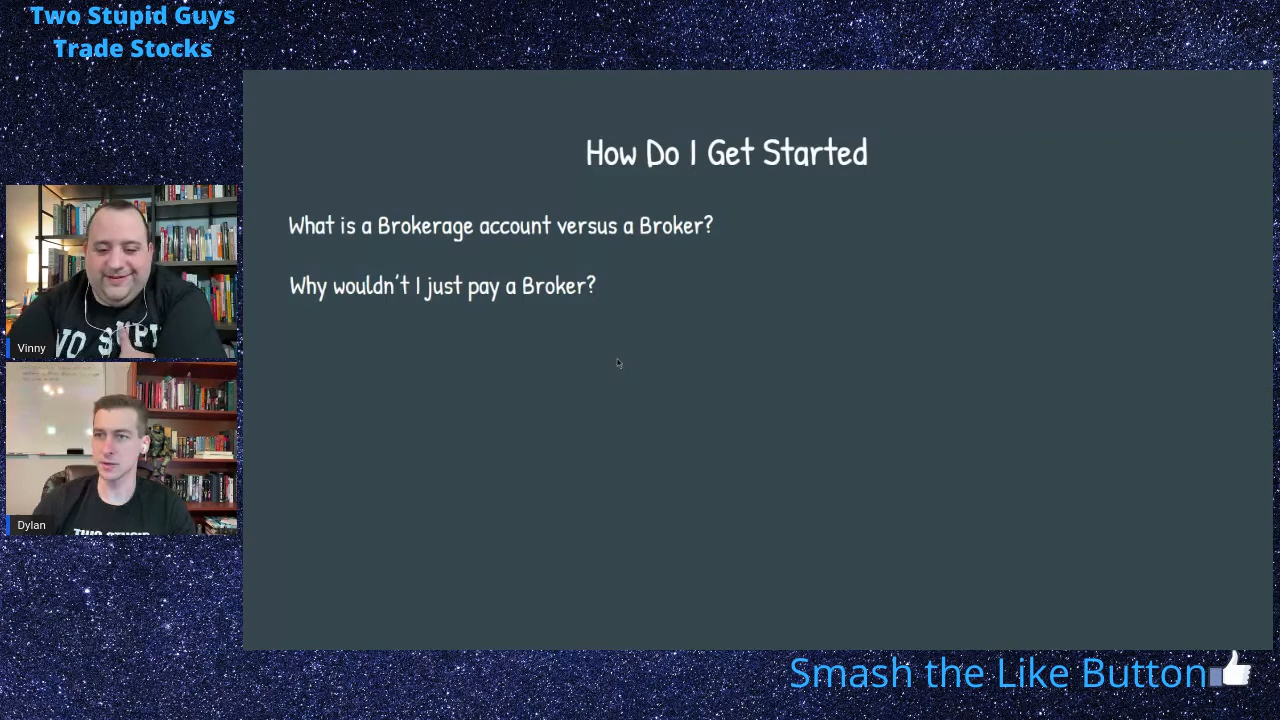 Two Stupid Guys
Trade Stocks
How Do I Get Started
What is a Brokerage account versus a Broker?
Why wouldn't I just pay a Broker?
Vinny
Dylan
Smash the Like Button